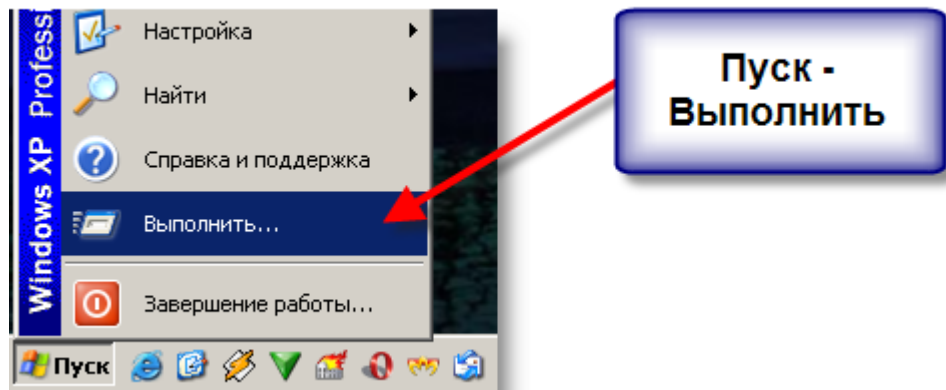 Windows XP Professi
Настройка
Найти
Справка и поддержка
Выполнить...
Завершение работы...
Пуск
Пуск -
Выполнить